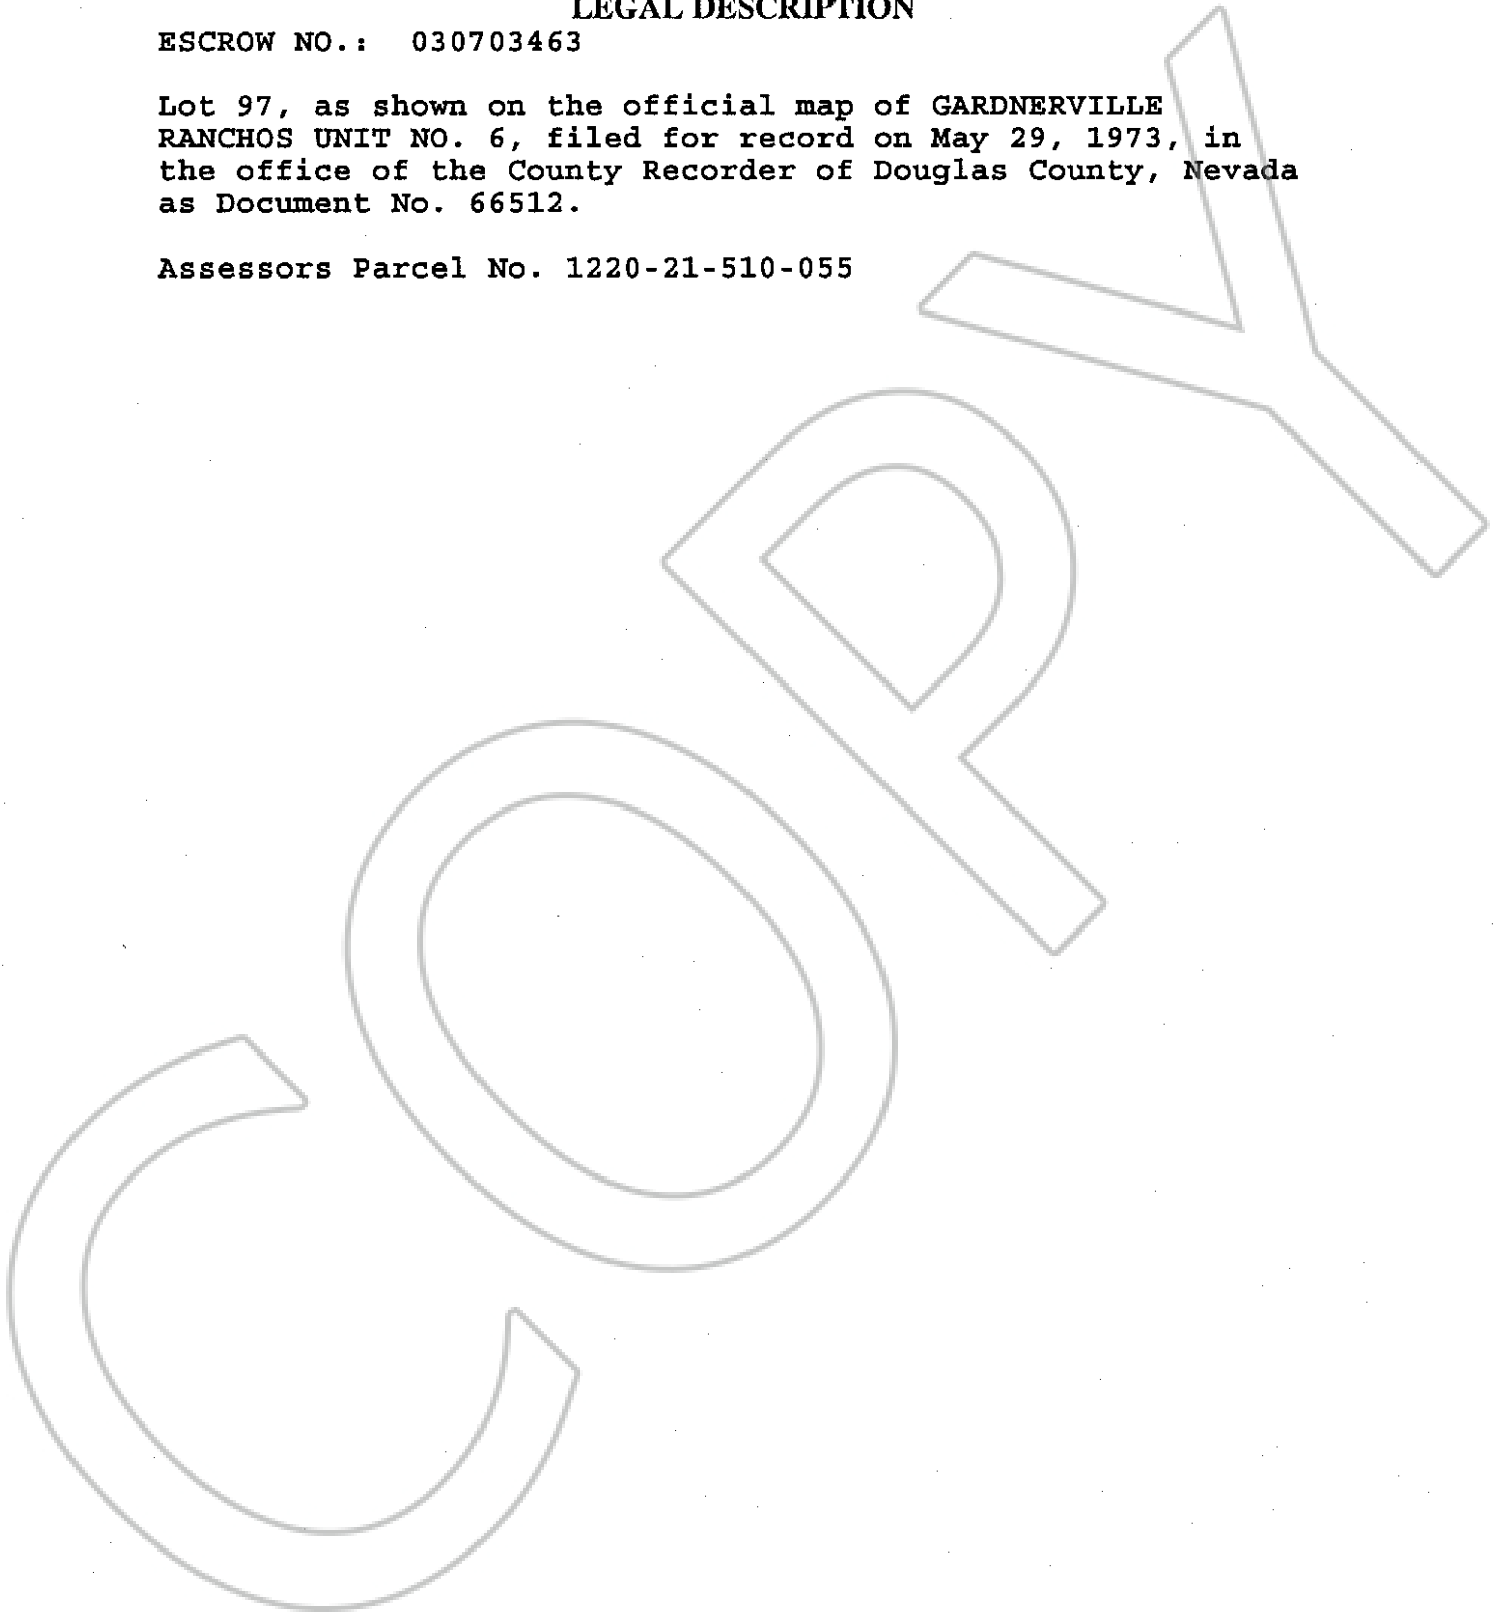 LEGAL DESCRIPTION
ESCROW NO.: 030703463
Lot 97, as shown on the official map of GARDNERVILLE
RANCHOS UNIT NO. 6, filed for record on May 29, 1973, in
the office of the County Recorder of Douglas County, Nevada
as Document No. 66512.
Assessors Parcel No. 1220-21-510-055
COPY